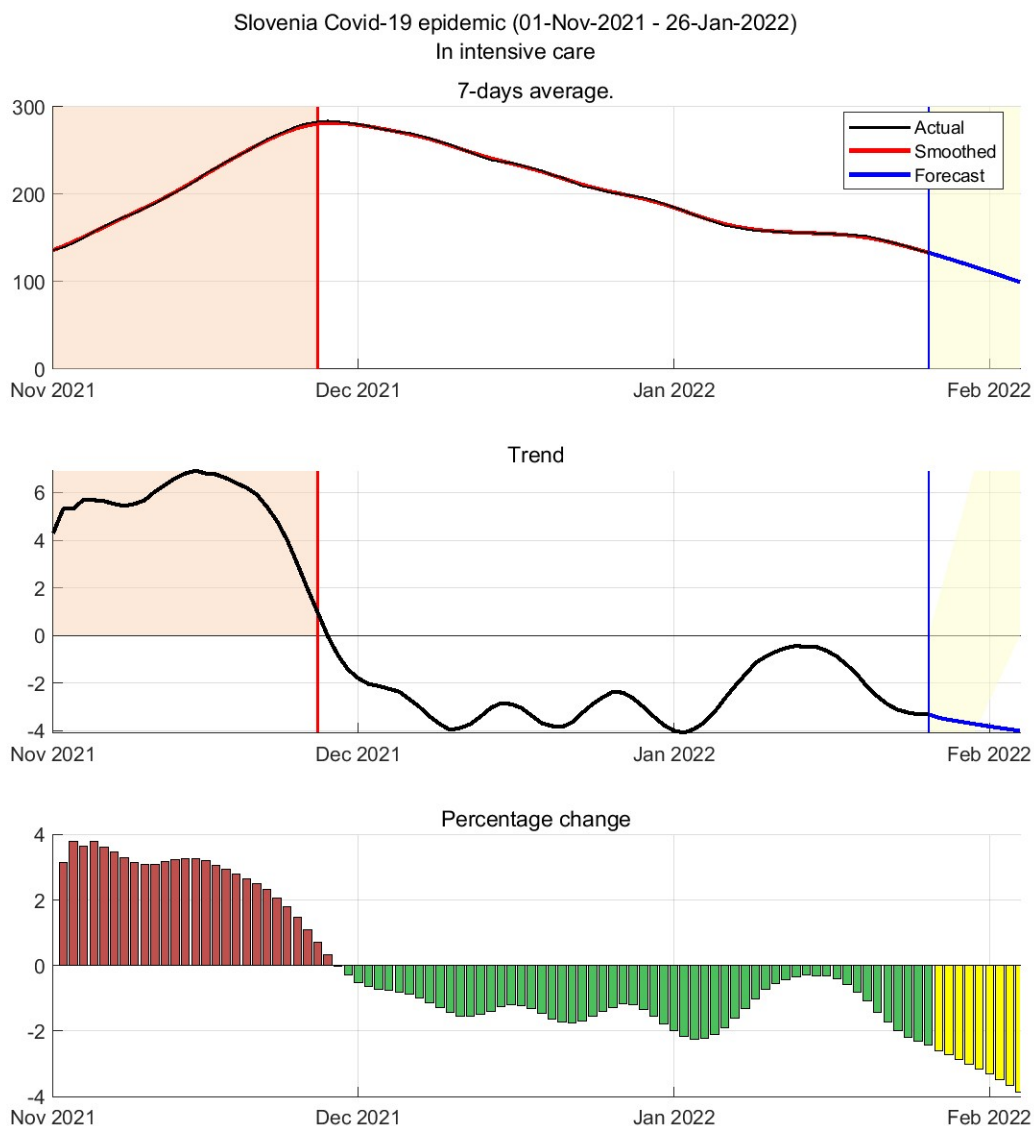 Slovenia Covid-19 epidemic (01-Nov-2021 - 26-Jan-2022)
In intensive care
7-days average.
300
200
100
0
Actual
Smoothed
Forecast
Nov 2021 Dec 2021 Jan 2022 Feb 2022
Trend
6
4
2
0
-2
-4
Nov 2021 Dec 2021 Jan 2022 Feb 2022
Percentage change
4
2
0
-2
-4
Nov 2021 Dec 2021 Jan 2022 Feb 2022